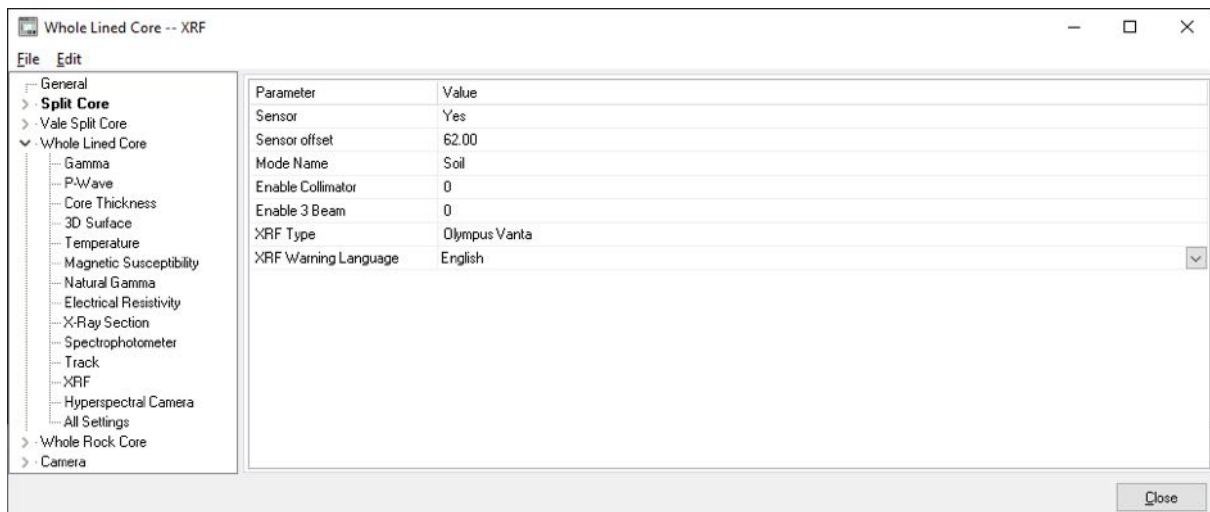 Whole Lined Core -- XRF
File Edit
General
Split Core
Vale Split Core
Whole Lined Core
Gamma
P-Wave
Core Thickness
3D Surface
Temperature
Magnetic Susceptibility
Natural Gamma
Electrical Resistivity
X-Ray Section
Spectrophotometer
Track
XRF
Hyperspectral Camera
All Settings
Whole Rock Core
Camera
Parameter Value
Sensor Yes
Sensor offset 62.00
Mode Name Soil
Enable Collimator 0
Enable 3 Beam 0
XRF Type Olympus Vanta
XRF Warning Language English
Close